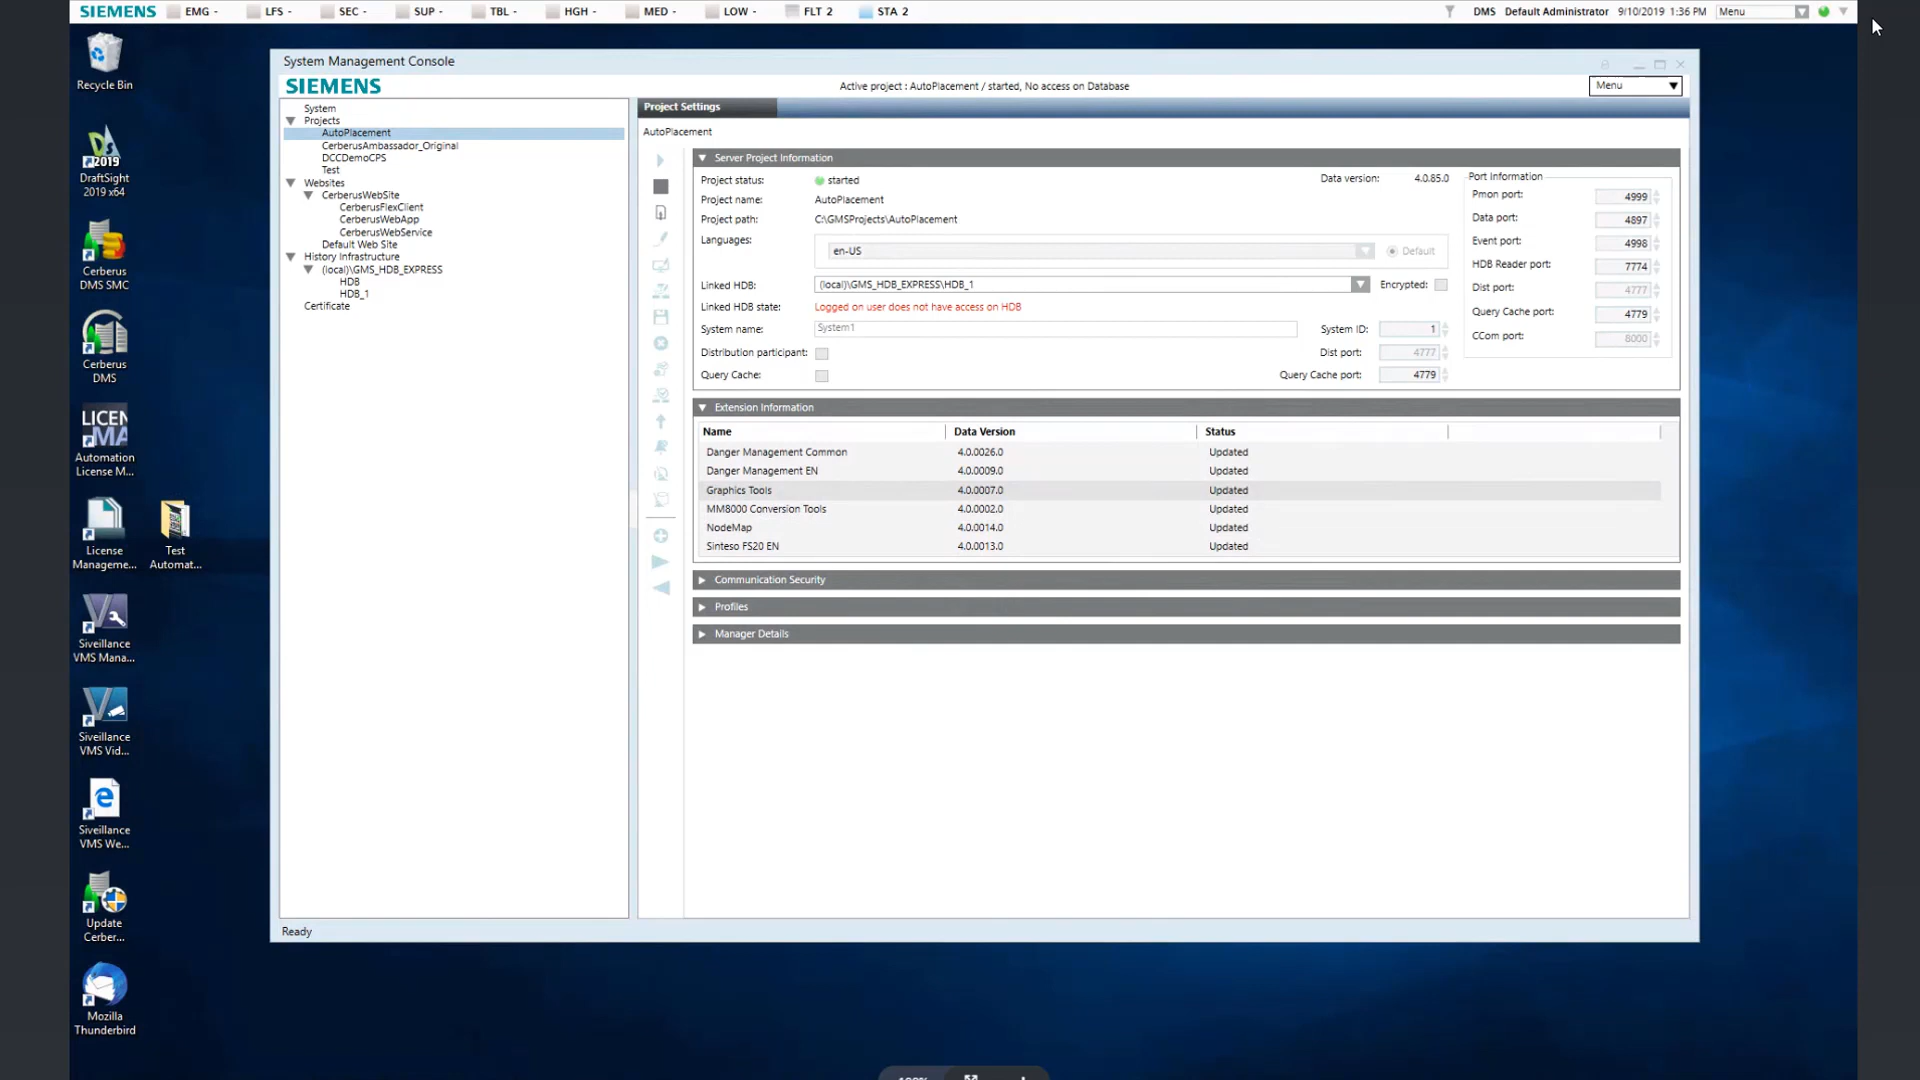 SIEMENS EMG - LFS - SEC - SUP - TBL - HGH - MED - LOW - FLT 2 STA 2 DMS Default Administrator 9/10/2019 1:36 PM Menu
Recycle Bin
2019
DraftSight
2019 x64
Cerberus
DMS SMC
Cerberus
DMS
LICEN
MA
Automation
License M...
License
Manageme...
Test
Automat...
Siveillance
VMS Mana...
Siveillance
VMS Vid...
Siveillance
VMS We...
Update
Cerber...
Mozilla
Thunderbird
System Management Console
SIEMENS
Active project : AutoPlacement / started, No access on Database
Menu
System
Projects
AutoPlacement
CerberusAmbassador_Original
DCCDemoCPS
Test
Websites
CerberusWebSite
CerberusFlexClient
CerberusWebApp
CerberusWebService
Default Web Site
History Infrastructure
(local)\GMS_HDB_EXPRESS
HDB
HDB_1
Certificate
Project Settings
AutoPlacement
Server Project Information
Project status: started
Data version: 4.0.85.0
Project name: AutoPlacement
Project path: C:\GMSProjects\AutoPlacement
Languages: en-US Default
Linked HDB: (local)\GMS_HDB_EXPRESS\HDB_1 Encrypted:
Linked HDB state: Logged on user does not have access on HDB
System name: System1 System ID: 1
Distribution participant: Dist port: 4777
Query Cache: Query Cache port: 4779
Port Information
Pmon port: 4999
Data port: 4897
Event port: 4998
HDB Reader port: 7774
Dist port: 4777
Query Cache port: 4779
CCom port: 8000
Extension Information
Name Data Version Status
Danger Management Common 4.0.0026.0 Updated
Danger Management EN 4.0.0009.0 Updated
Graphics Tools 4.0.0007.0 Updated
MM8000 Conversion Tools 4.0.0002.0 Updated
NodeMap 4.0.0014.0 Updated
Sinteso FS20 EN 4.0.0013.0 Updated
Communication Security
Profiles
Manager Details
Ready